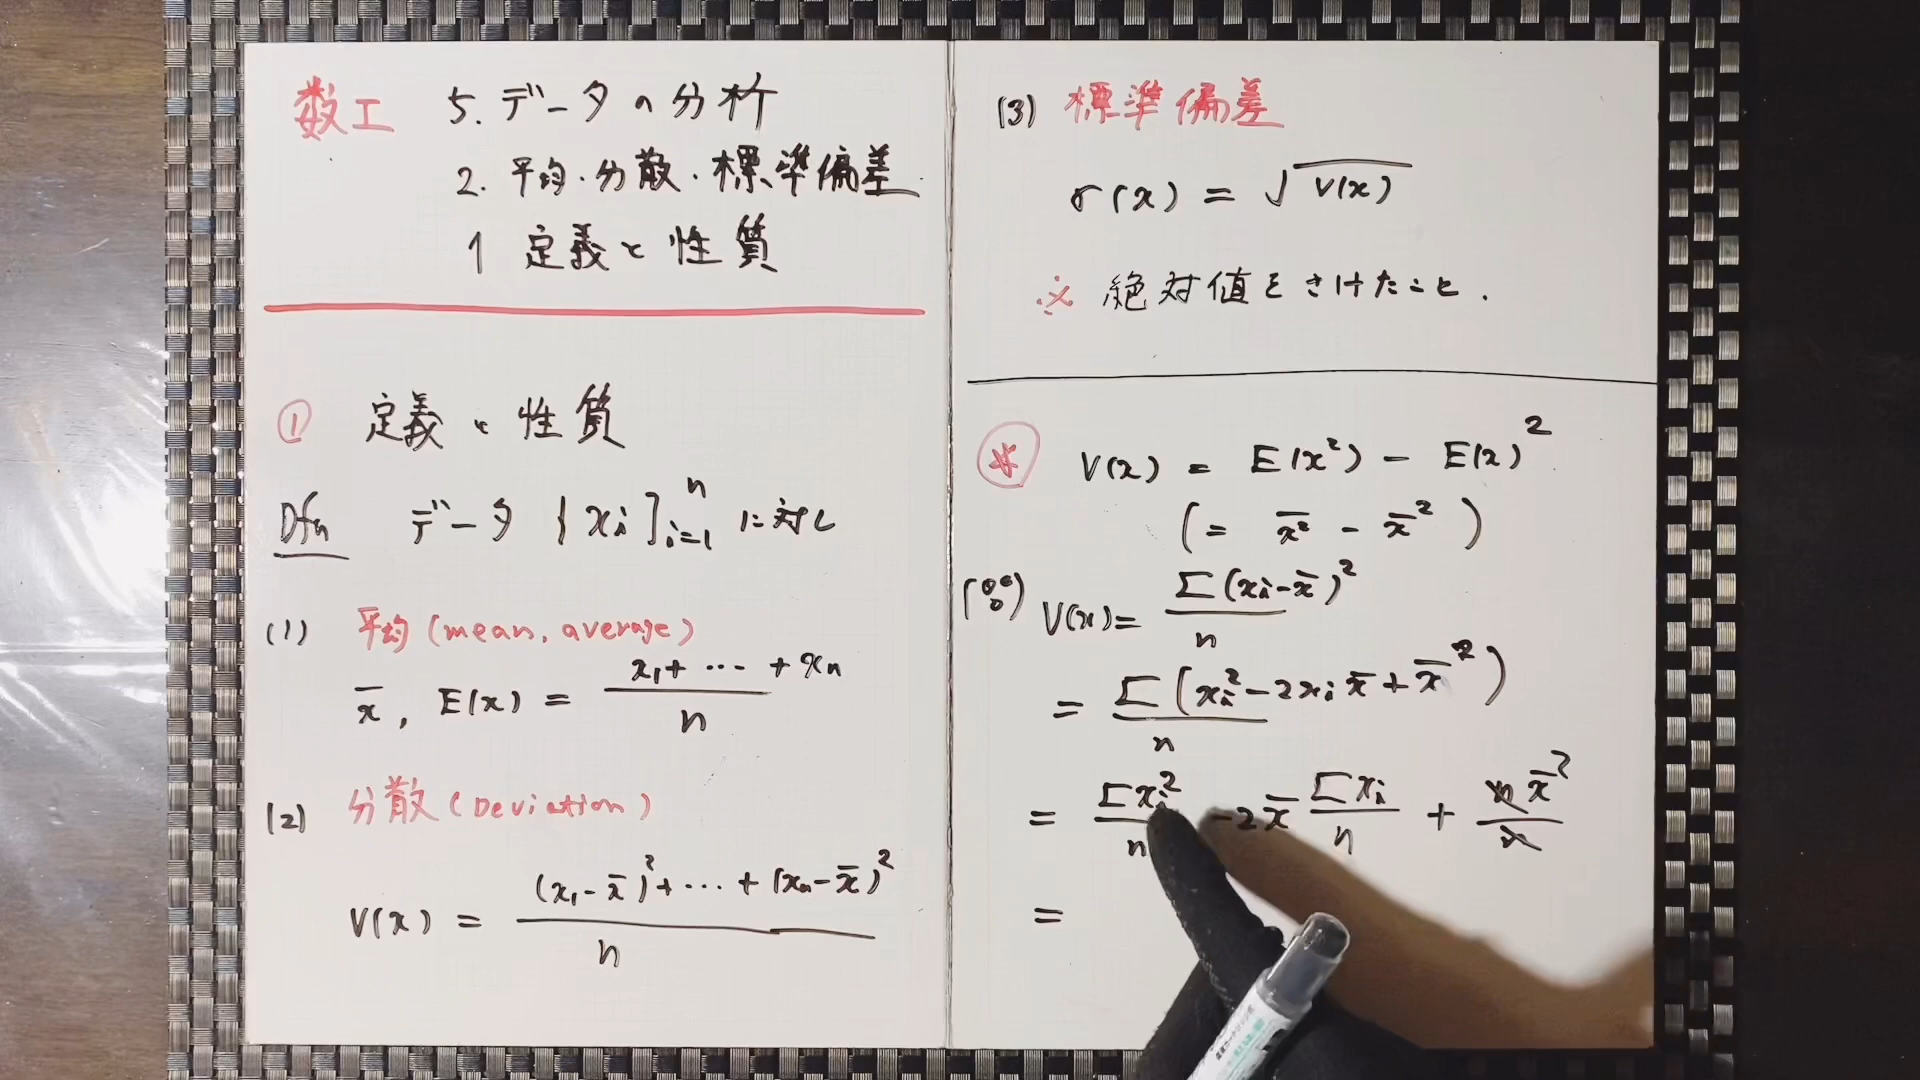 数I 5. データの分析
2. 平均・分散・標準偏差
1 定義と性質
① 定義と性質
Dfn データ {xi}ⁿi=1 に対し
(1) 平均 (mean, average)
x̄, E(x) = (x₁ + ⋯ + xn) / n
(2) 分散 (Deviation)
V(x) = ((x₁ - x̄)² + ⋯ + (xn - x̄)²) / n
(3) 標準偏差
σ(x) = √V(x)
※ 絶対値をさけたこと.
☆ V(x) = E(x²) - E(x)²
(= x̄² - x̄²)
(∵) V(x) = Σ(xi - x̄)² / n
= Σ(xi² - 2xi x̄ + x̄²) / n
= Σxi² / n - 2x̄ Σxi / n + n x̄² / n
=